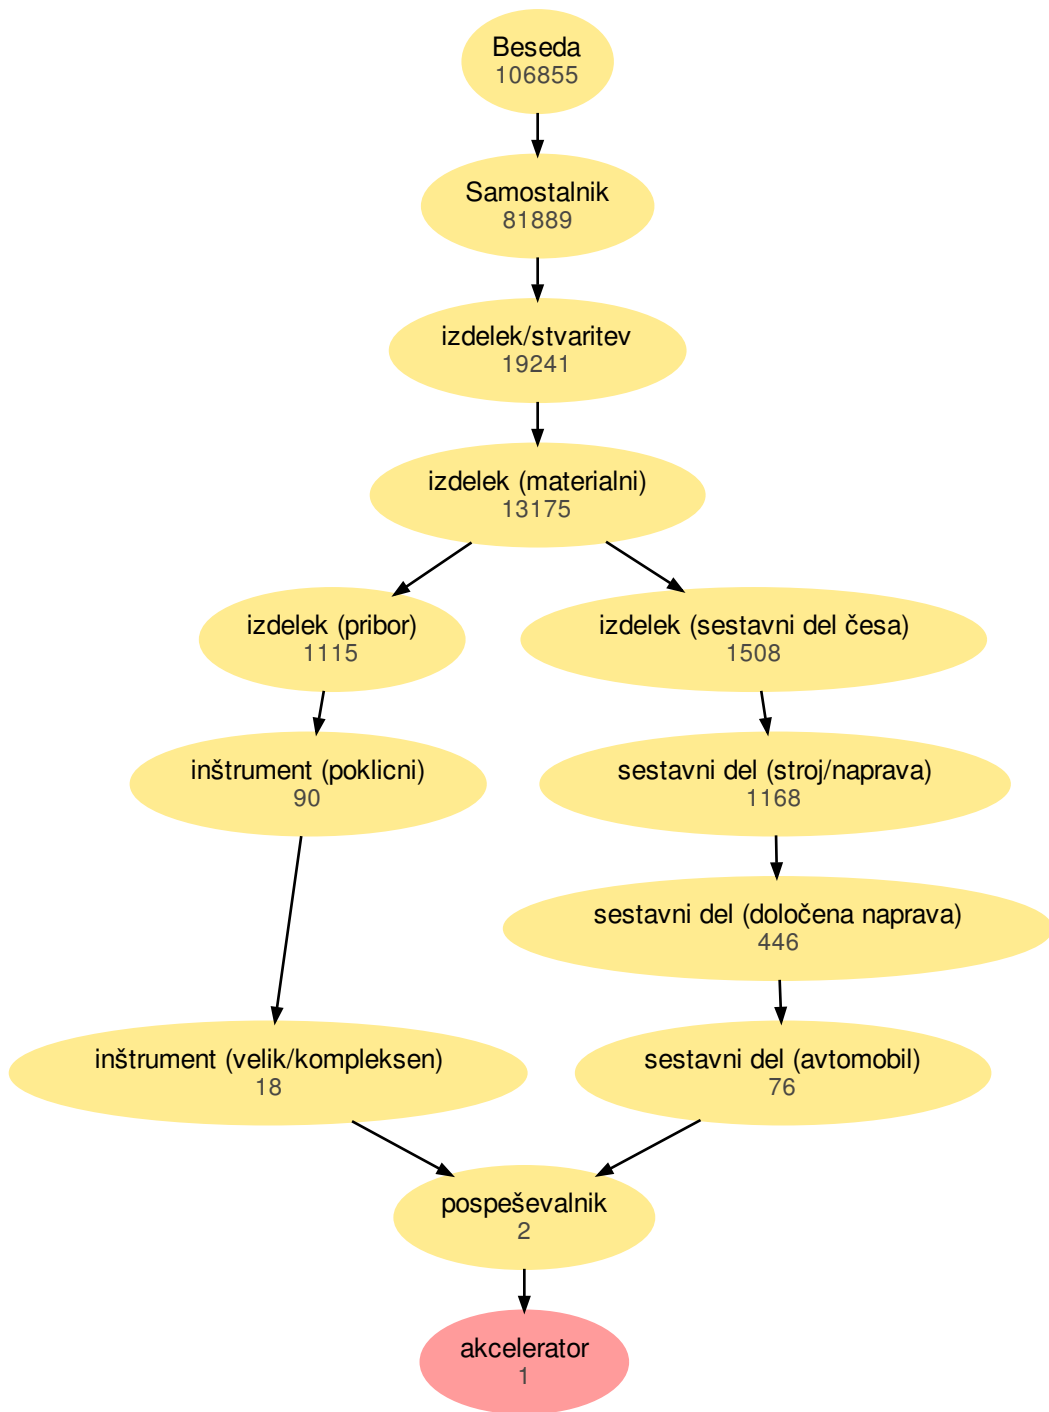 Beseda
106855
Samostalnik
81889
izdelek/stvaritev
19241
izdelek (materialni)
13175
izdelek (pribor)
1115
izdelek (sestavni del česa)
1508
inštrument (poklicni)
90
sestavni del (stroj/naprava)
1168
sestavni del (določena naprava)
446
inštrument (velik/kompleksen)
18
sestavni del (avtomobil)
76
pospeševalnik
2
akcelerator
1